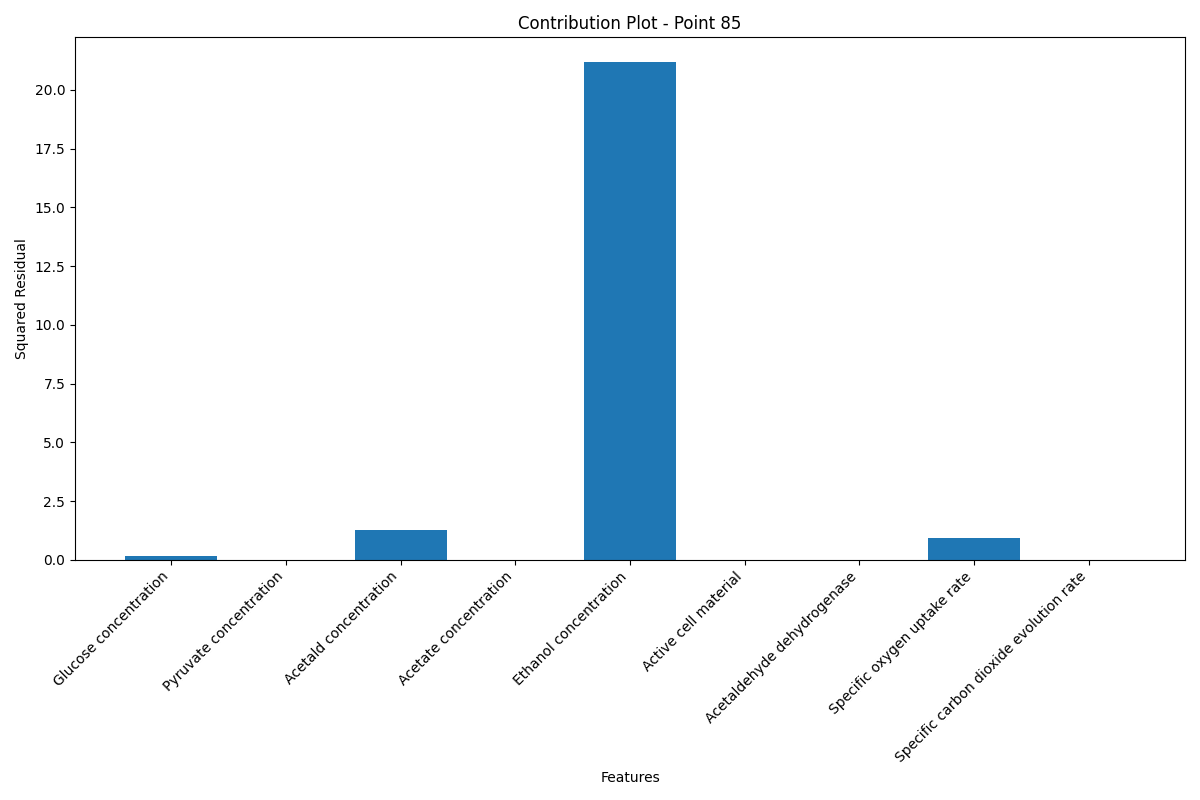 Contribution Plot - Point 85
20.0
17.5
15.0
12.5
10.0
7.5
5.0
2.5
0.0
Squared Residual
Glucose concentration
Pyruvate concentration
Acetald concentration
Acetate concentration
Ethanol concentration
Active cell material
Acetaldehyde dehydrogenase
Specific oxygen uptake rate
Specific carbon dioxide evolution rate
Features